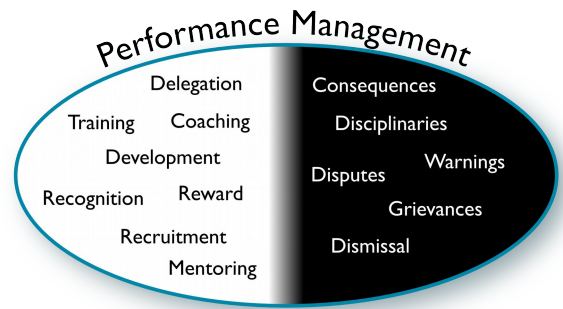 Performance Management
Delegation
Training
Coaching
Development
Recognition
Reward
Recruitment
Mentoring
Consequences
Disciplinaries
Warnings
Disputes
Grievances
Dismissal